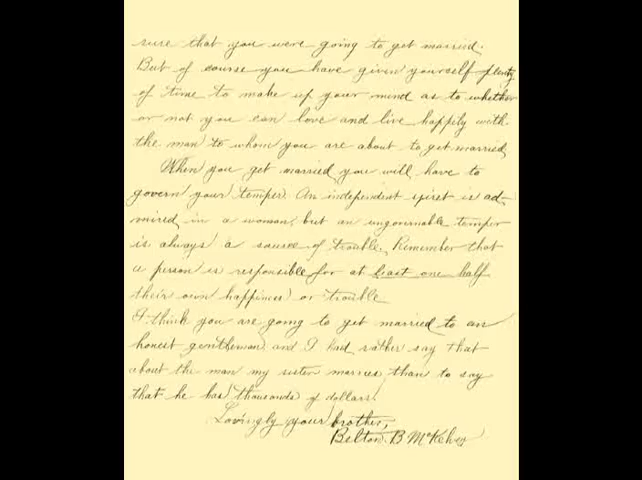 sure that you were going to get married.
But of course you have given yourself plenty
of time to make up your mind as to whether
or not you can love and live happily with
the man to whom you are about to get married.
When you get married you will have to
govern your temper. An independent spirit is ad-
mired in a woman, but an ungovernable temper
is always a source of trouble. Remember that
a person is responsible for at least one half
their own happiness or trouble
I think you are going to get married to an
honest gentleman and I had rather say that
about the man my sister marries than to say
that he has thousands of dollars.
Lovingly your brother,
Belton B McKelvey